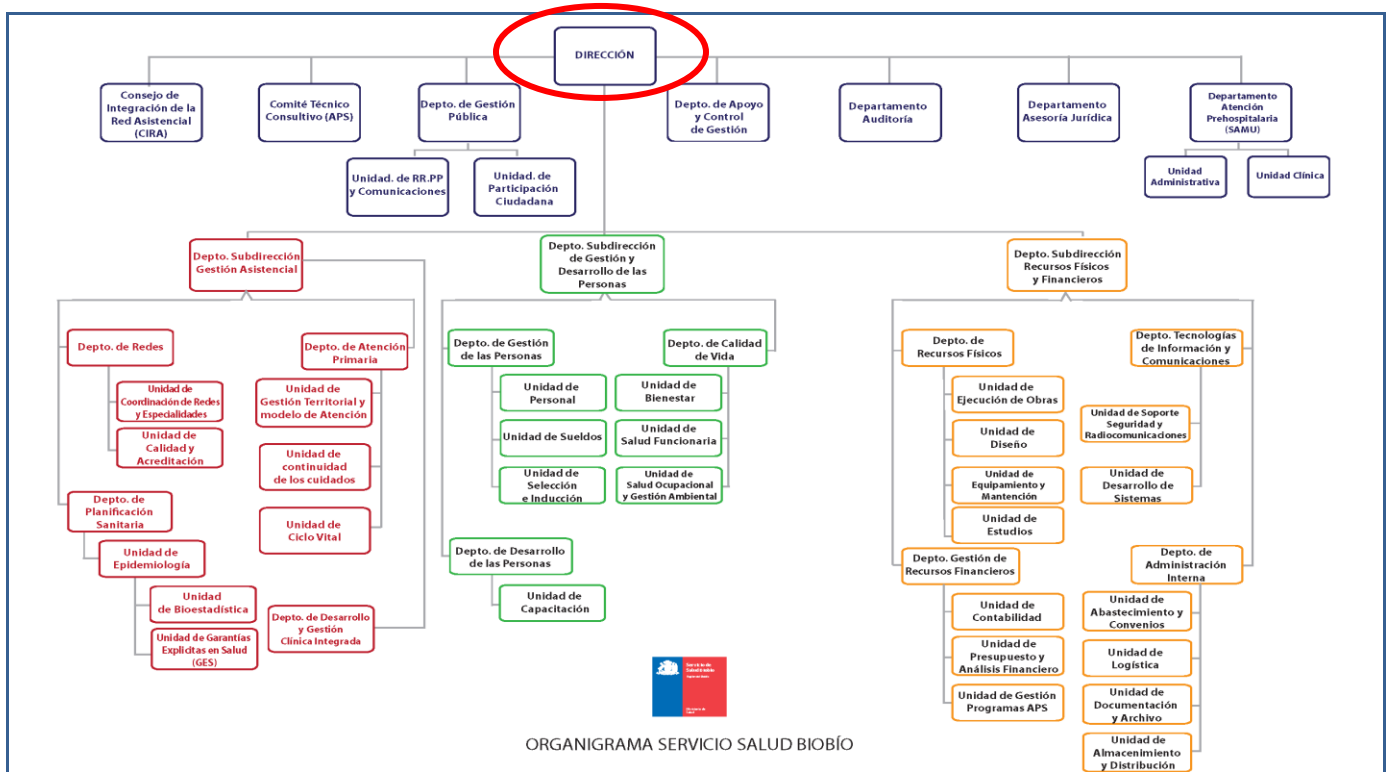 DIRECCIÓN
Consejo de
Integración de la
Red Asistencial
(CIRA)
Comité Técnico
Consultivo (APS)
Depto. de Gestión
Pública
Depto. de Apoyo
y Control
de Gestión
Departamento
Auditoría
Departamento
Asesoría Jurídica
Departamento
Atención
Prehospitalaria
(SAMU)
Unidad. de RR.PP
y Comunicaciones
Unidad. de
Participación
Ciudadana
Unidad
Administrativa
Unidad Clínica
Depto. Subdirección
Gestión Asistencial
Depto. Subdirección
de Gestión y
Desarrollo de las
Personas
Depto. Subdirección
Recursos Físicos
y Financieros
Depto. de Redes
Unidad de
Coordinación de Redes
y Especialidades
Unidad de
Calidad y
Acreditación
Depto. de
Planificación
Sanitaria
Unidad de
Epidemiología
Unidad
de Bioestadística
Unidad de Garantías
Explicitas en Salud
(GES)
Depto. de Atención
Primaria
Unidad de
Gestión Territorial y
modelo de Atención
Unidad de
continuidad
de los cuidados
Unidad de
Ciclo Vital
Depto. de Desarrollo
y Gestión
Clínica Integrada
Depto. de Gestión
de las Personas
Unidad de
Personal
Unidad de Sueldos
Unidad de
Selección
e Inducción
Depto. de Desarrollo
de las Personas
Unidad de
Capacitación
Depto. de Calidad
de Vida
Unidad de
Bienestar
Unidad de
Salud Funcionaria
Unidad de
Salud Ocupacional
y Gestión Ambiental
Depto. de
Recursos Físicos
Unidad de
Ejecución de Obras
Unidad de
Diseño
Unidad de
Equipamiento y
Mantención
Unidad de
Estudios
Depto. Gestión de
Recursos Financieros
Unidad de
Contabilidad
Unidad de
Presupuesto y
Análisis Financiero
Unidad de Gestión
Programas APS
Depto. Tecnologías
de Información y
Comunicaciones
Unidad de Soporte
Seguridad y
Radiocomunicaciones
Unidad de
Desarrollo de
Sistemas
Depto. de
Administración
Interna
Unidad de
Abastecimiento y
Convenios
Unidad de
Logística
Unidad de
Documentación
y Archivo
Unidad de
Almacenimiento
y Distribución
Servicio de
Salud Biobío
ORGANIGRAMA SERVICIO SALUD BIOBÍO